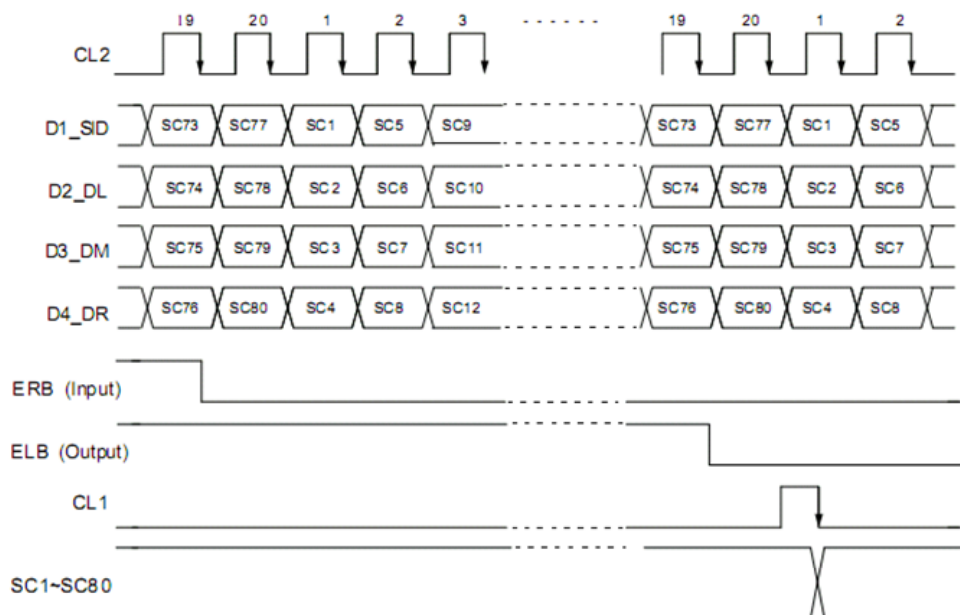 19 20 1 2 3 19 20 1 2
CL2
D1_SID SC73 SC77 SC1 SC5 SC9 SC73 SC77 SC1 SC5
D2_DL SC74 SC78 SC2 SC6 SC10 SC74 SC78 SC2 SC6
D3_DM SC75 SC79 SC3 SC7 SC11 SC75 SC79 SC3 SC7
D4_DR SC76 SC80 SC4 SC8 SC12 SC76 SC80 SC4 SC8
ERB (Input)
ELB (Output)
CL1
SC1~SC80